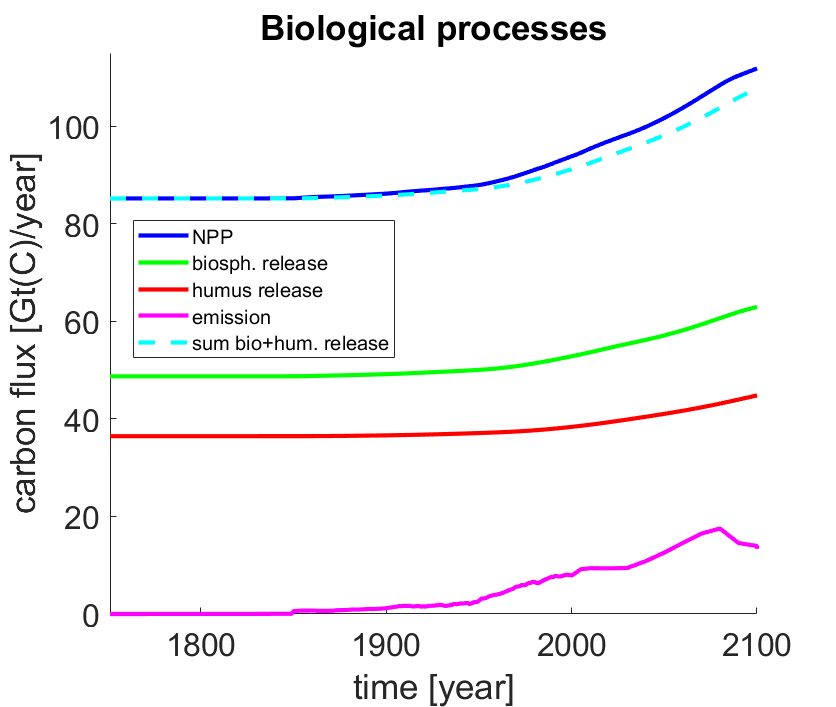 Biological processes
carbon flux [Gt(C)/year]
100
80
60
40
20
0
NPP
biosph. release
humus release
emission
sum bio+hum. release
1800
1900
2000
2100
time [year]